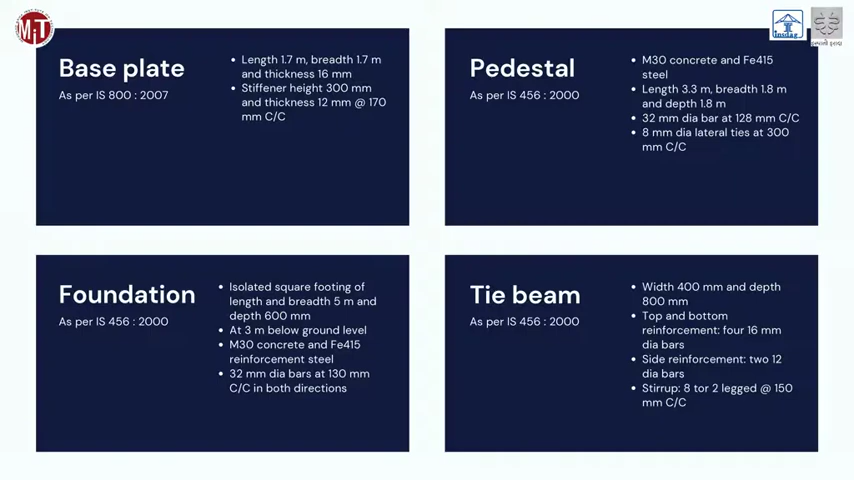 MiT
insdag
Base plate
As per IS 800 : 2007
• Length 1.7 m, breadth 1.7 m
and thickness 16 mm
• Stiffener height 300 mm
and thickness 12 mm @ 170
mm C/C
Pedestal
As per IS 456 : 2000
• M30 concrete and Fe415
steel
• Length 3.3 m, breadth 1.8 m
and depth 1.8 m
• 32 mm dia bar at 128 mm C/C
• 8 mm dia lateral ties at 300
mm C/C
Foundation
As per IS 456 : 2000
• Isolated square footing of
length and breadth 5 m and
depth 600 mm
• At 3 m below ground level
• M30 concrete and Fe415
reinforcement steel
• 32 mm dia bars at 130 mm
C/C in both directions
Tie beam
As per IS 456 : 2000
• Width 400 mm and depth
800 mm
• Top and bottom
reinforcement: four 16 mm
dia bars
• Side reinforcement: two 12
dia bars
• Stirrup: 8 tor 2 legged @ 150
mm C/C